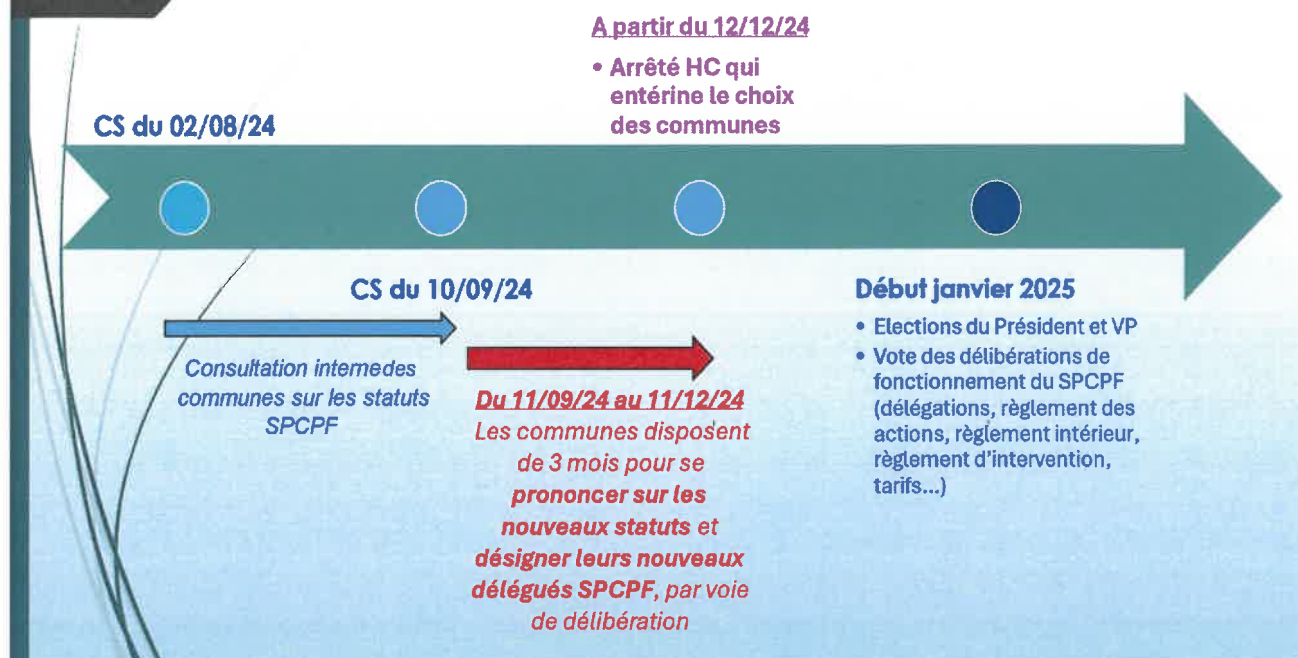 A partir du 12/12/24
• Arrêté HC qui
entérine le choix
des communes
CS du 02/08/24
CS du 10/09/24
Consultation internedes
communes sur les statuts
SPCPF
Du 11/09/24 au 11/12/24
Les communes disposent
de 3 mois pour se
prononcer sur les
nouveaux statuts et
désigner leurs nouveaux
délégués SPCPF, par voie
de délibération
Début janvier 2025
• Elections du Président et VP
• Vote des délibérations de
fonctionnement du SPCPF
(délégations, règlement des
actions, règlement intérieur,
règlement d'intervention,
tarifs...)